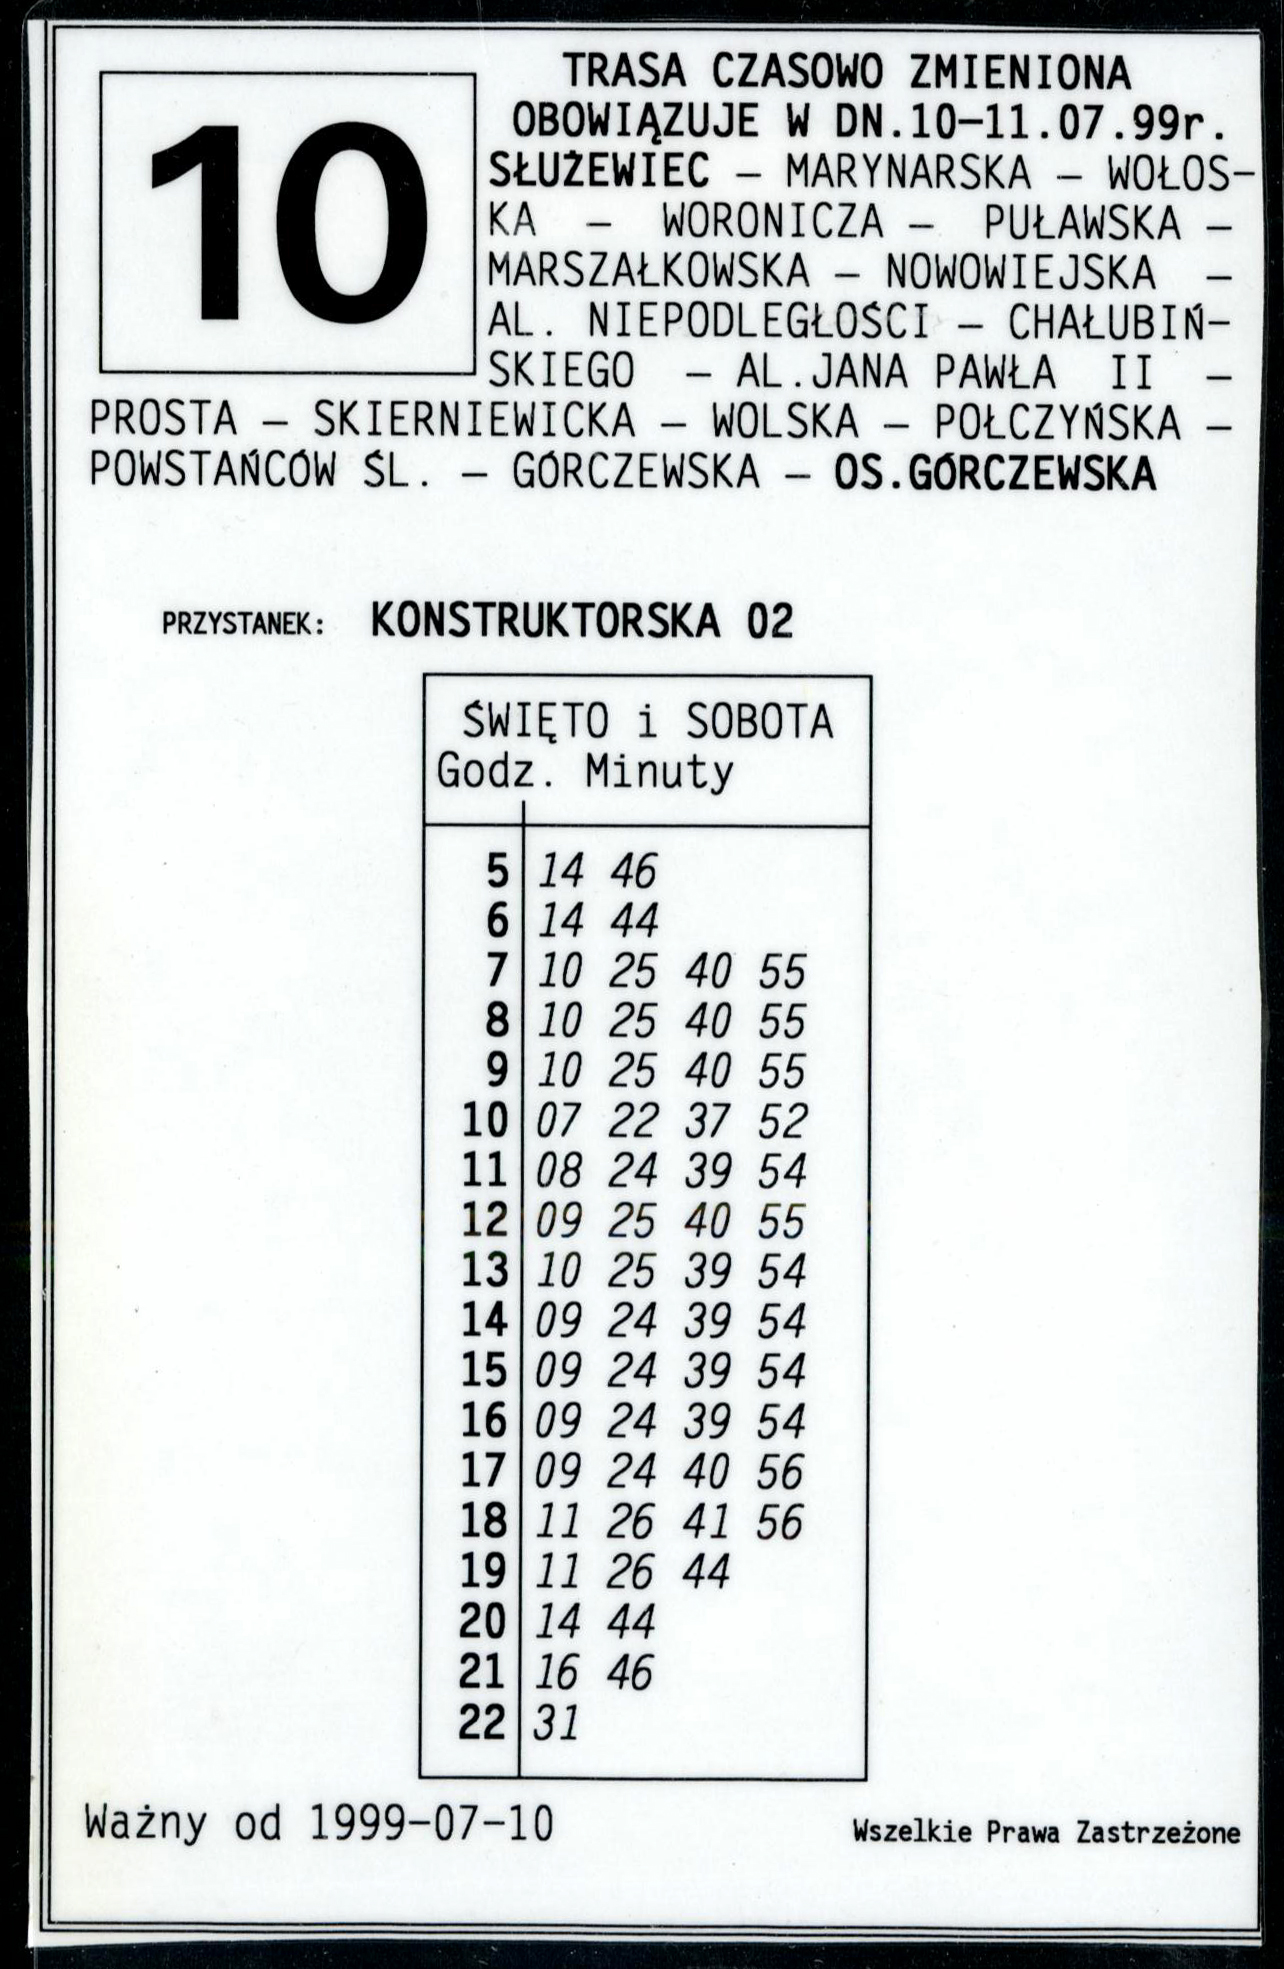 10
TRASA CZASOWO ZMIENIONA
OBOWIĄZUJE W DN.10–11.07.99r.
SŁUŻEWIEC – MARYNARSKA – WOŁOS–
KA – WORONICZA – PUŁAWSKA –
MARSZAŁKOWSKA – NOWOWIEJSKA –
AL. NIEPODLEGŁOŚCI – CHAŁUBIŃ–
SKIEGO – AL.JANA PAWŁA II –
PROSTA – SKIERNIEWICKA – WOLSKA – POŁCZYŃSKA –
POWSTAŃCÓW ŚL. – GÓRCZEWSKA – OS.GÓRCZEWSKA
PRZYSTANEK: KONSTRUKTORSKA 02
ŚWIĘTO i SOBOTA
Godz. Minuty
5 14 46
6 14 44
7 10 25 40 55
8 10 25 40 55
9 10 25 40 55
10 07 22 37 52
11 08 24 39 54
12 09 25 40 55
13 10 25 39 54
14 09 24 39 54
15 09 24 39 54
16 09 24 39 54
17 09 24 40 56
18 11 26 41 56
19 11 26 44
20 14 44
21 16 46
22 31
Ważny od 1999–07–10
Wszelkie Prawa Zastrzeżone